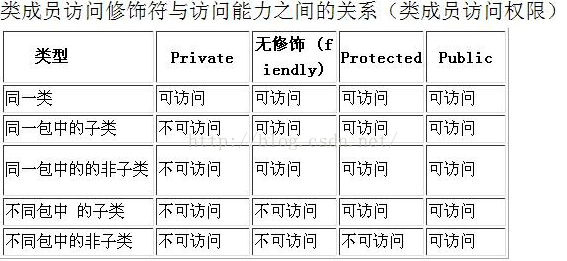 类成员访问修饰符与访问能力之间的关系（类成员访问权限）
类型 Private 无修饰 (friendly) Protected Public
同一类 可访问 可访问 可访问 可访问
同一包中的子类 不可访问 可访问 可访问 可访问
http://blog.csdn.net/
同一包中的的非子类 不可访问 可访问 可访问 可访问
不同包中 的子类 不可访问 不可访问 可访问 可访问
不同包中的非子类 不可访问 不可访问 不可访问 可访问